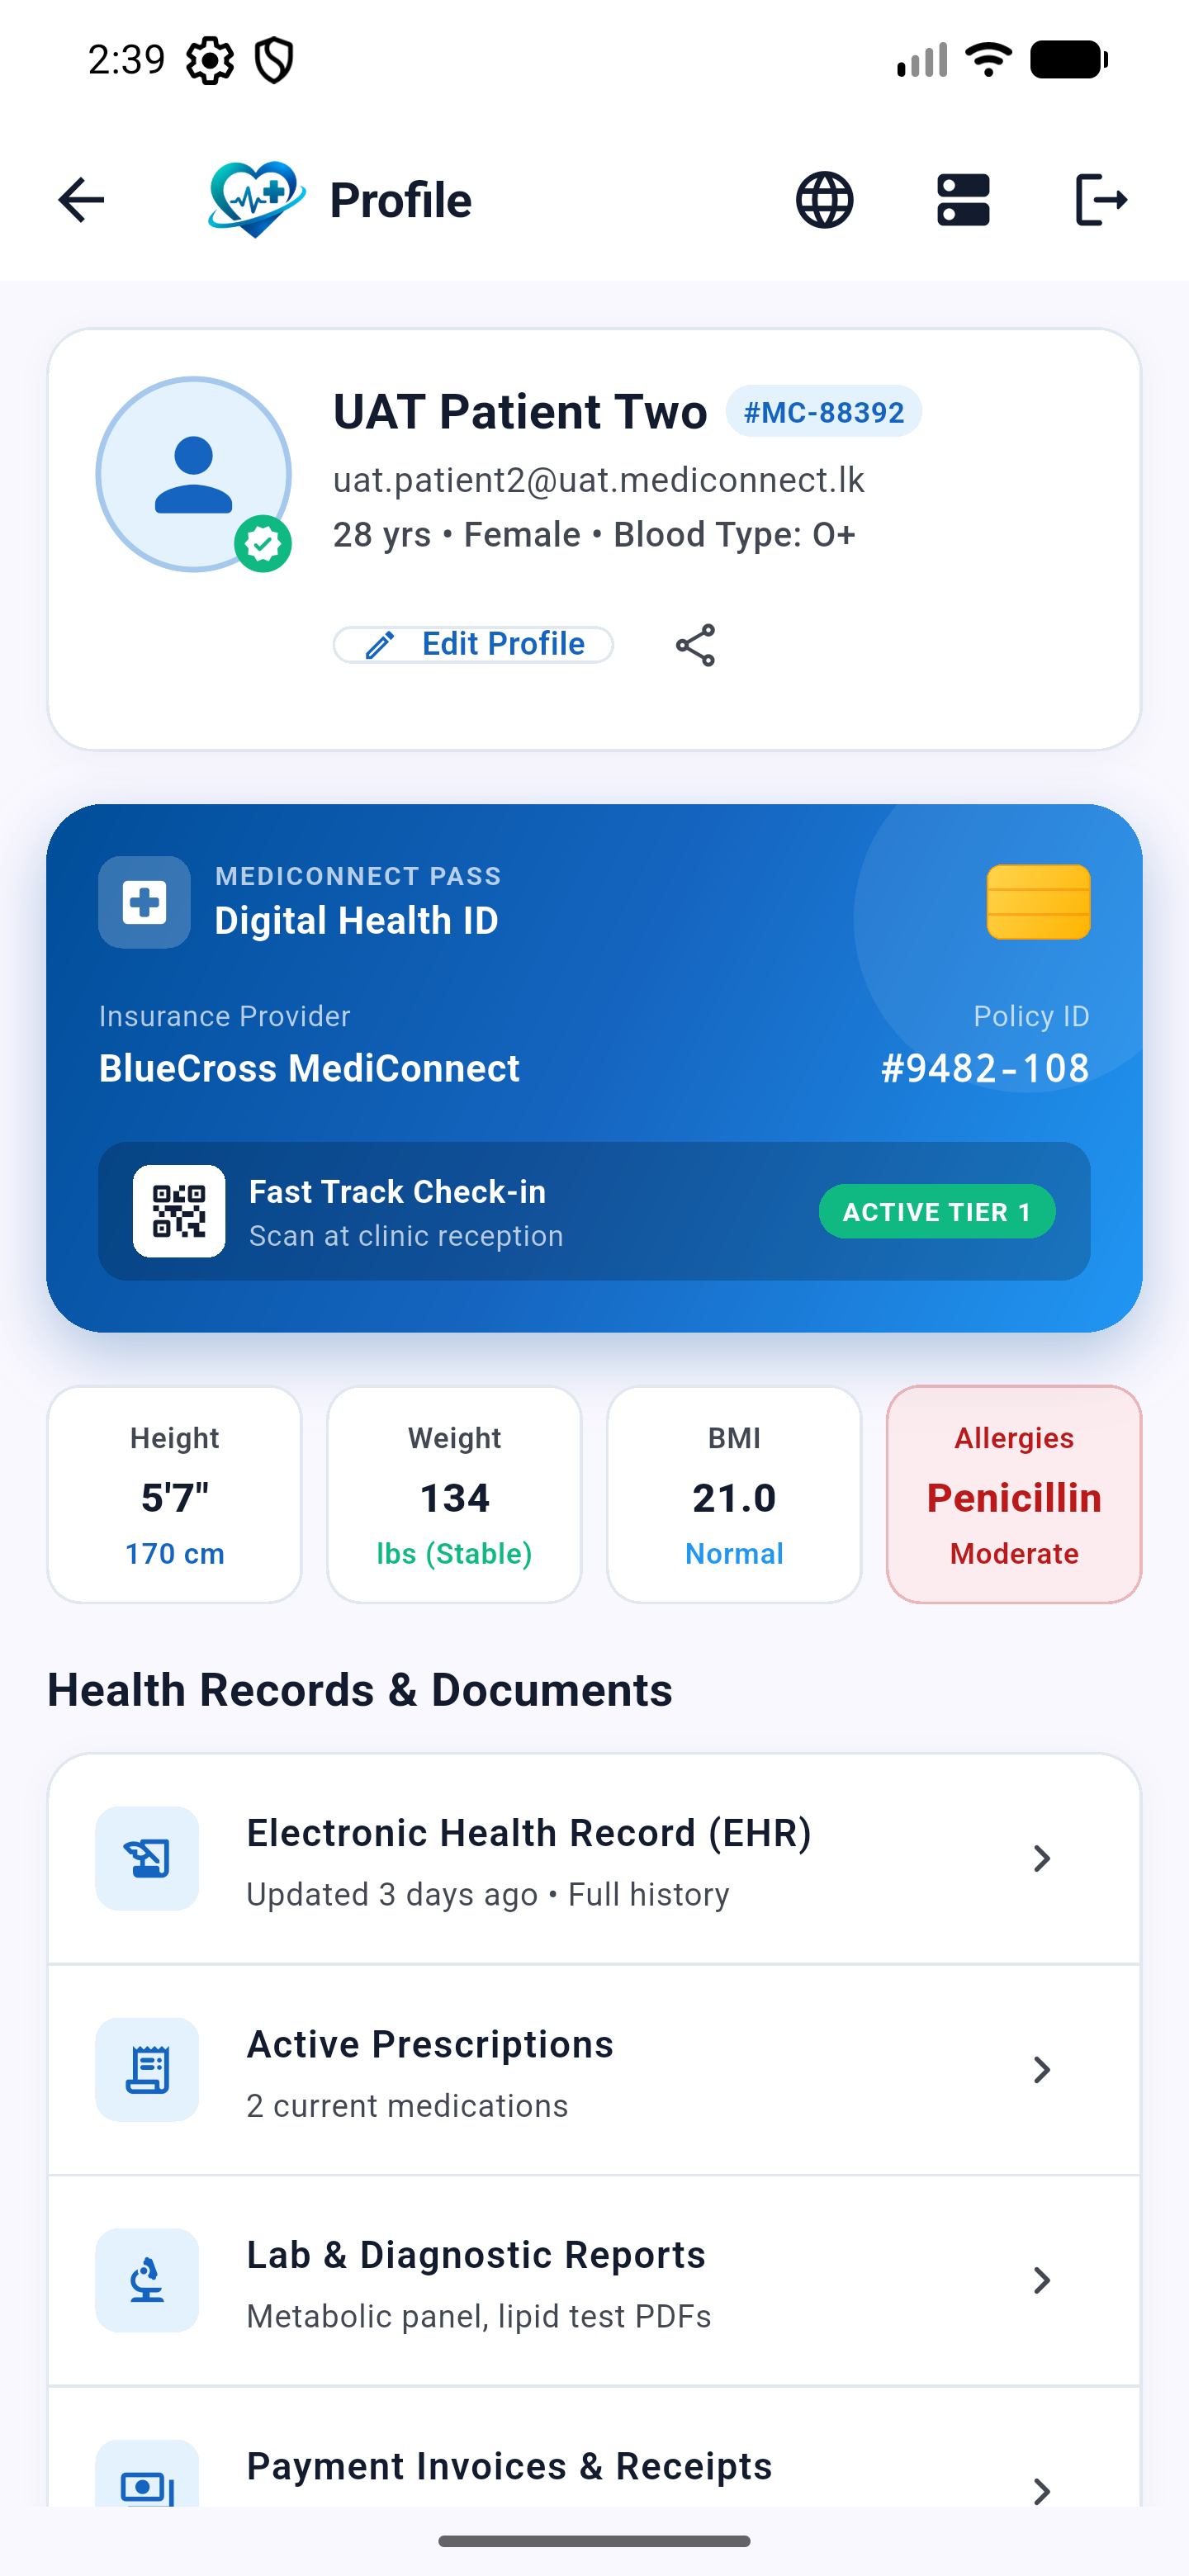 2:39
Profile
UAT Patient Two #MC-88392
uat.patient2@uat.mediconnect.lk
28 yrs • Female • Blood Type: O+
Edit Profile
MEDICONNECT PASS
Digital Health ID
Insurance Provider Policy ID
BlueCross MediConnect #9482-108
Fast Track Check-in
Scan at clinic reception
ACTIVE TIER 1
Height Weight BMI Allergies
5'7" 134 21.0 Penicillin
170 cm lbs (Stable) Normal Moderate
Health Records & Documents
Electronic Health Record (EHR)
Updated 3 days ago • Full history
Active Prescriptions
2 current medications
Lab & Diagnostic Reports
Metabolic panel, lipid test PDFs
Payment Invoices & Receipts